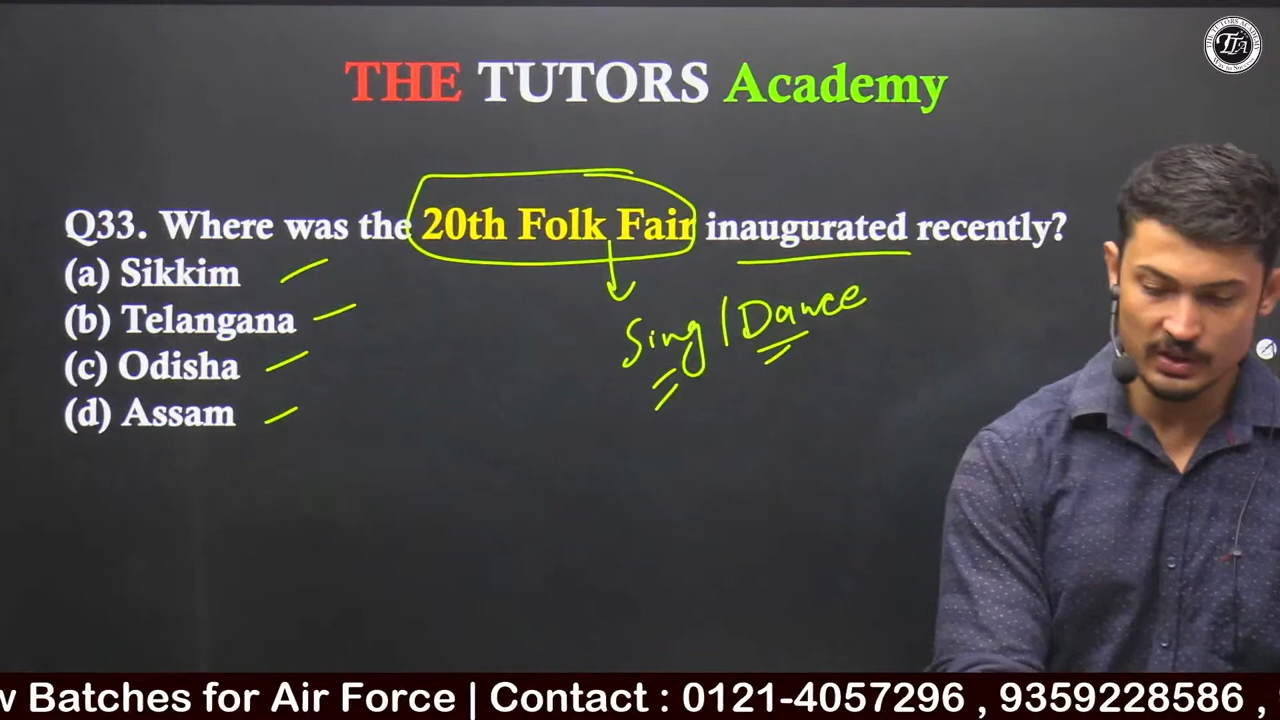 THE TUTORS Academy
Q33. Where was the 20th Folk Fair inaugurated recently?
(a) Sikkim
(b) Telangana
(c) Odisha
(d) Assam
Sing / Dance
w Batches for Air Force | Contact : 0121-4057296 , 9359228586 ,